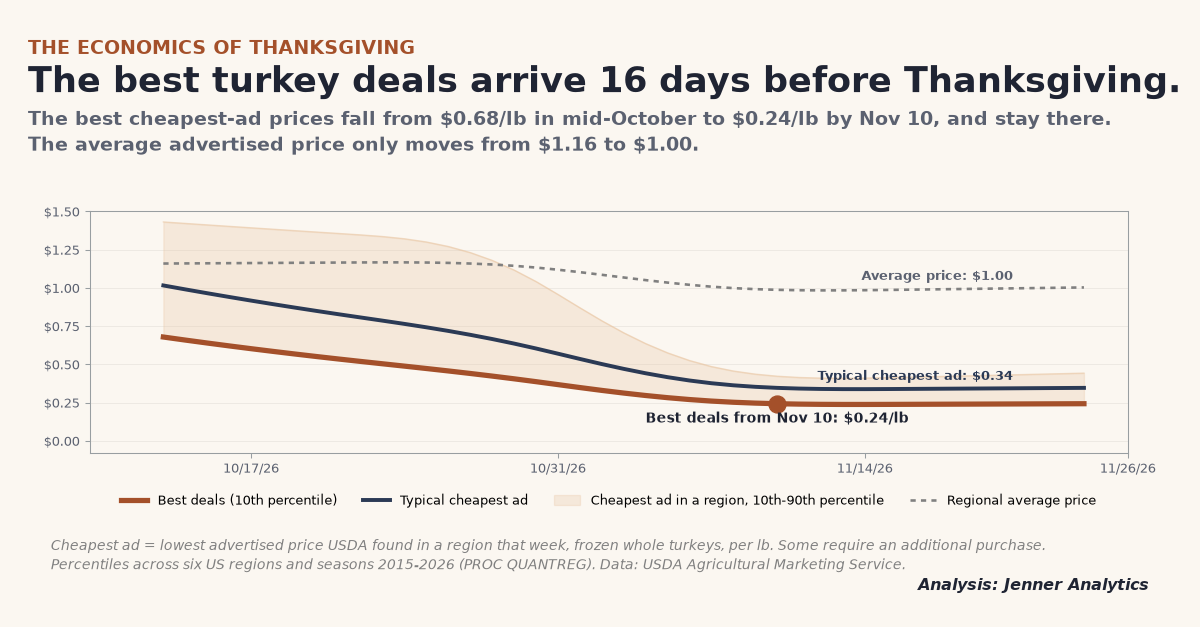 THE ECONOMICS OF THANKSGIVING
The best turkey deals arrive 16 days before Thanksgiving.
The best cheapest-ad prices fall from $0.68/lb in mid-October to $0.24/lb by Nov 10, and stay there.
The average advertised price only moves from $1.16 to $1.00.
$1.50
$1.25
$1.00
$0.75
$0.50
$0.25
$0.00
Average price: $1.00
Typical cheapest ad: $0.34
Best deals from Nov 10: $0.24/lb
10/17/26 10/31/26 11/14/26 11/26/26
Best deals (10th percentile) Typical cheapest ad Cheapest ad in a region, 10th-90th percentile Regional average price
Cheapest ad = lowest advertised price USDA found in a region that week, frozen whole turkeys, per lb. Some require an additional purchase.
Percentiles across six US regions and seasons 2015-2026 (PROC QUANTREG). Data: USDA Agricultural Marketing Service.
Analysis: Jenner Analytics